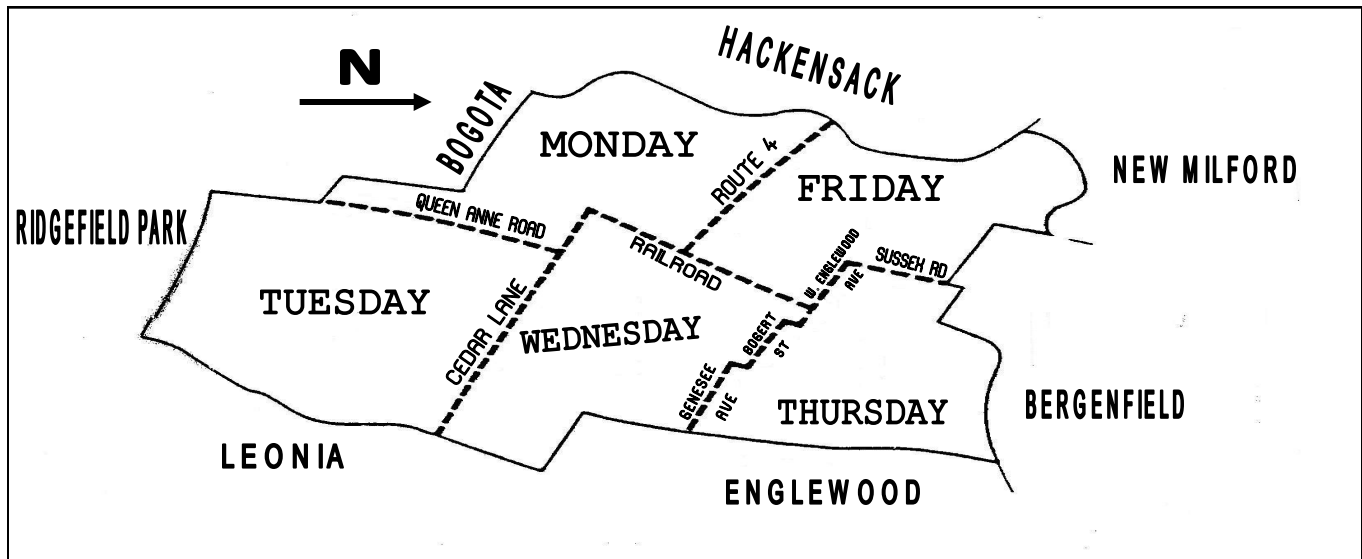 N
HACKENSACK
BOGOTA
MONDAY
ROUTE 4
NEW MILFORD
FRIDAY
RIDGEFIELD PARK
QUEEN ANNE ROAD
RAILROAD
W. ENGLEWOOD
AVE
SUSSEX RD
TUESDAY
CEDAR LANE
WEDNESDAY
BOGERT
ST
GENESEE
AVE
THURSDAY
BERGENFIELD
LEONIA
ENGLEWOOD